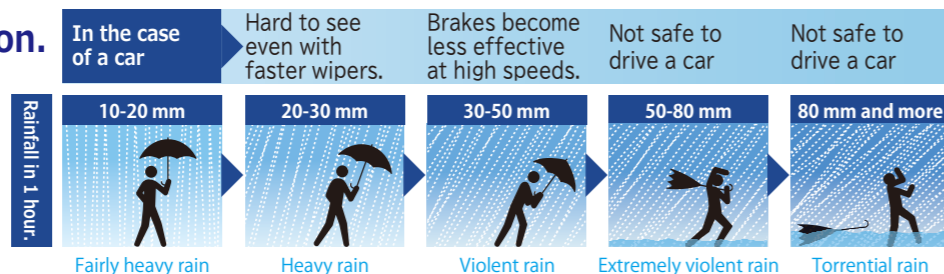 on.
In the case
of a car
Hard to see
even with
faster wipers.
Brakes become
less effective
at high speeds.
Not safe to
drive a car
Not safe to
drive a car
Rainfall in 1 hour.
10-20 mm
20-30 mm
30-50 mm
50-80 mm
80 mm and more
Fairly heavy rain
Heavy rain
Violent rain
Extremely violent rain
Torrential rain